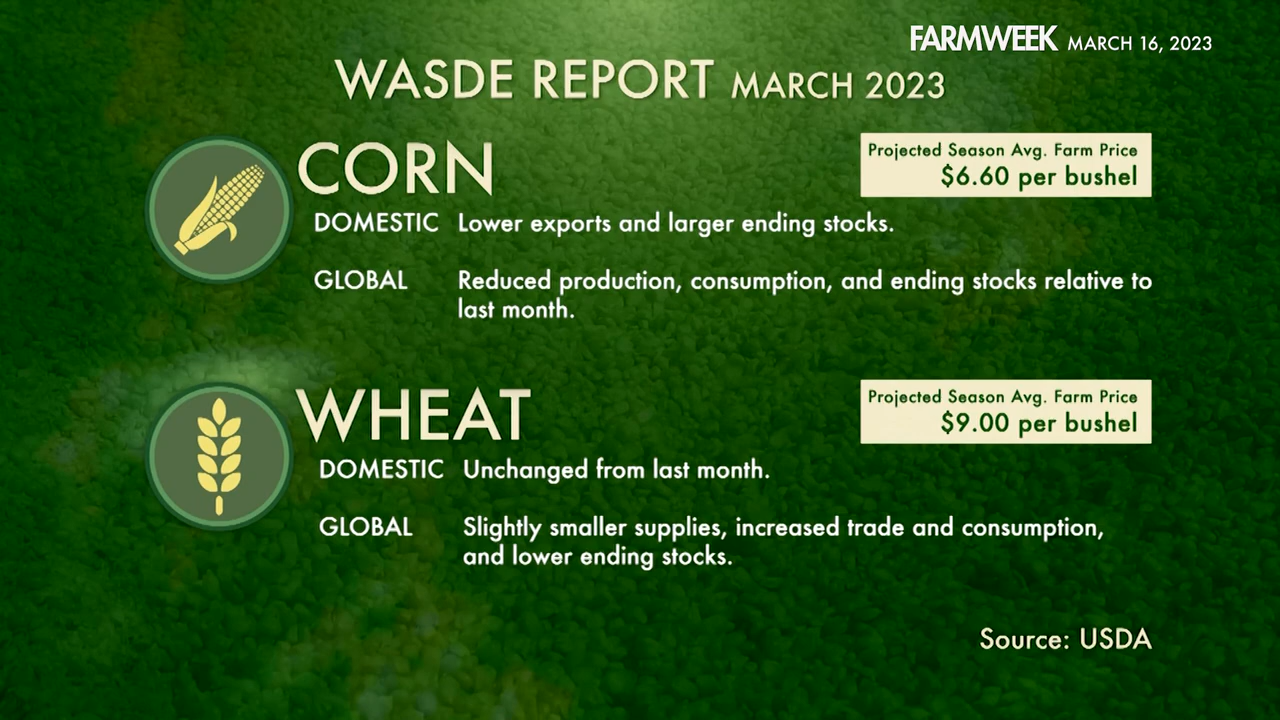 FARMWEEK MARCH 16, 2023
WASDE REPORT MARCH 2023
CORN
Projected Season Avg. Farm Price
$6.60 per bushel
DOMESTIC Lower exports and larger ending stocks.
GLOBAL Reduced production, consumption, and ending stocks relative to
last month.
WHEAT
Projected Season Avg. Farm Price
$9.00 per bushel
DOMESTIC Unchanged from last month.
GLOBAL Slightly smaller supplies, increased trade and consumption,
and lower ending stocks.
Source: USDA